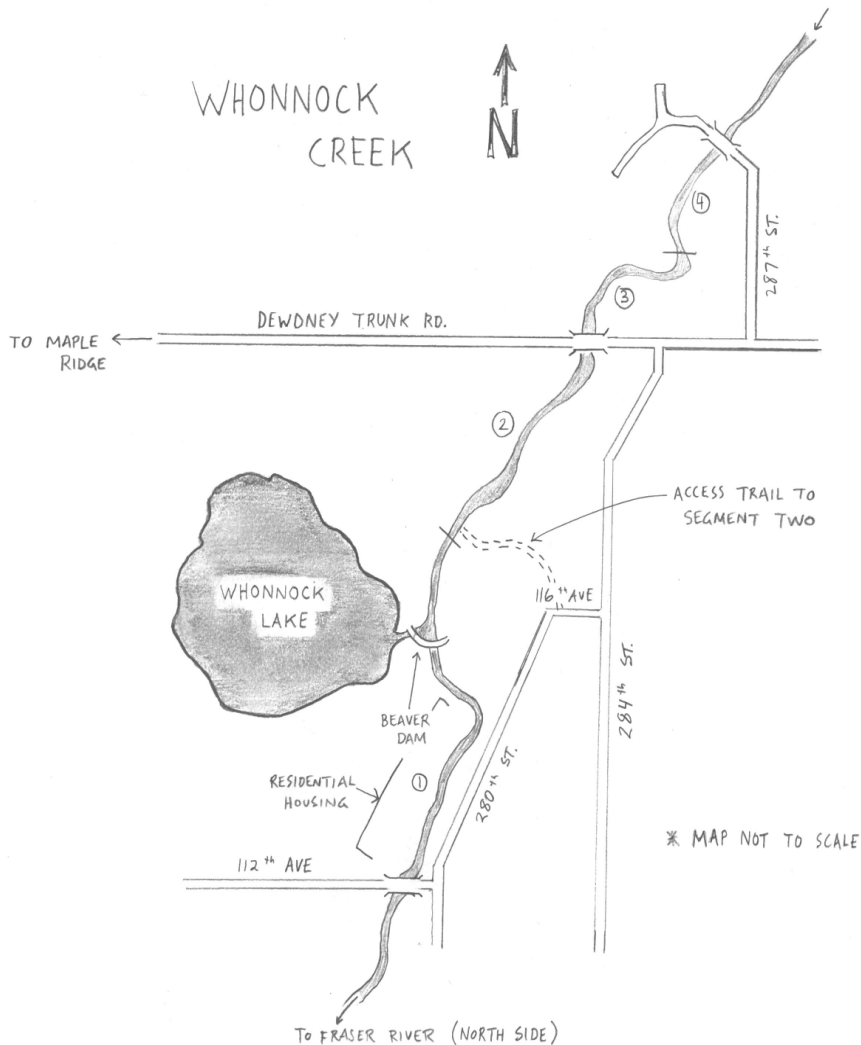 WHONNOCK
CREEK
N
4
287th ST.
3
DEWDNEY TRUNK RD.
TO MAPLE
RIDGE
2
ACCESS TRAIL TO
SEGMENT TWO
WHONNOCK
LAKE
116th AVE
284th ST.
BEAVER
DAM
1
RESIDENTIAL
HOUSING
280th ST.
* MAP NOT TO SCALE
112th AVE
TO FRASER RIVER (NORTH SIDE)